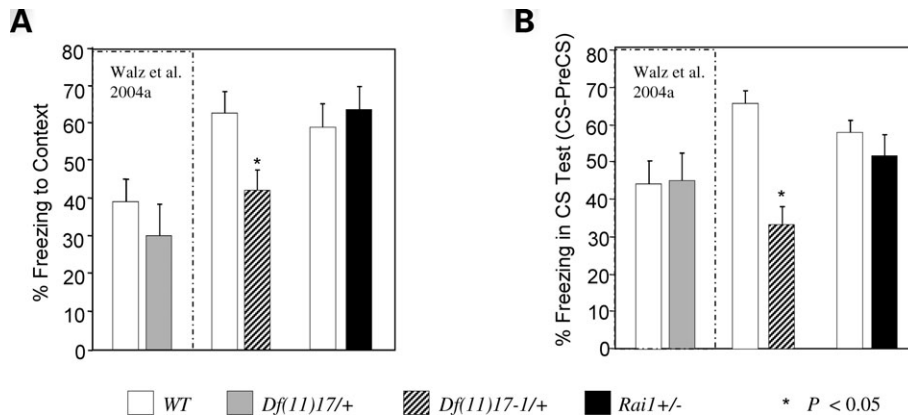 A
% Freezing to Context
80
70
60
50
40
30
20
10
0
Walz et al.
2004a
*
B
% Freezing in CS Test (CS-PreCS)
80
70
60
50
40
30
20
10
0
Walz et al.
2004a
*
WT Df(11)17/+ Df(11)17-1/+ Rai1+/- * P < 0.05